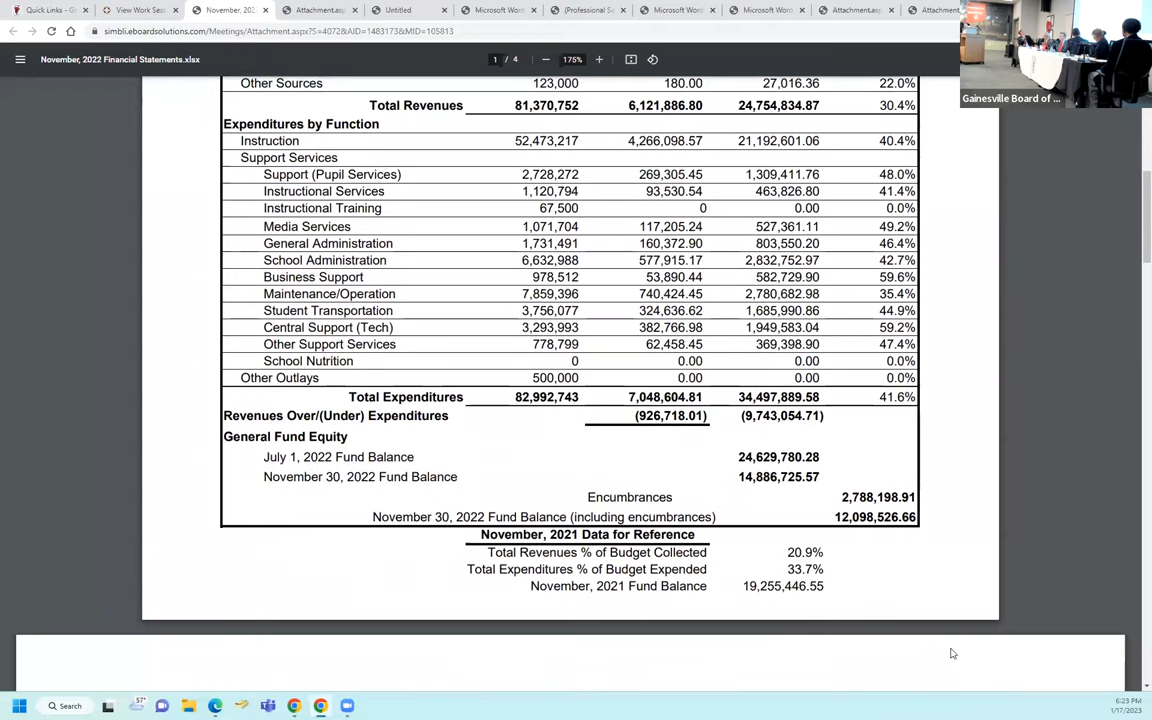 Quick Links - G
View Work Ses
November, 202
Attachment.asp
Untitled
Microsoft Wor
(Professional Se
Microsoft Wor
Microsoft Wor
Attachment.asp
Attachment
simbli.eboardsolutions.com/Meetings/Attachment.aspx?S=4072&AID=1483173&MID=105813
November, 2022 Financial Statements.xlsx
1 / 4
175%
Gainesville Board of ...
Other Sources 123,000 180.00 27,016.36 22.0%
Total Revenues 81,370,752 6,121,886.80 24,754,834.87 30.4%
Expenditures by Function
Instruction 52,473,217 4,266,098.57 21,192,601.06 40.4%
Support Services
Support (Pupil Services) 2,728,272 269,305.45 1,309,411.76 48.0%
Instructional Services 1,120,794 93,530.54 463,826.80 41.4%
Instructional Training 67,500 0 0.00 0.0%
Media Services 1,071,704 117,205.24 527,361.11 49.2%
General Administration 1,731,491 160,372.90 803,550.20 46.4%
School Administration 6,632,988 577,915.17 2,832,752.97 42.7%
Business Support 978,512 53,890.44 582,729.90 59.6%
Maintenance/Operation 7,859,396 740,424.45 2,780,682.98 35.4%
Student Transportation 3,756,077 324,636.62 1,685,990.86 44.9%
Central Support (Tech) 3,293,993 382,766.98 1,949,583.04 59.2%
Other Support Services 778,799 62,458.45 369,398.90 47.4%
School Nutrition 0 0.00 0.00 0.0%
Other Outlays 500,000 0.00 0.00 0.0%
Total Expenditures 82,992,743 7,048,604.81 34,497,889.58 41.6%
Revenues Over/(Under) Expenditures (926,718.01) (9,743,054.71)
General Fund Equity
July 1, 2022 Fund Balance 24,629,780.28
November 30, 2022 Fund Balance 14,886,725.57
Encumbrances 2,788,198.91
November 30, 2022 Fund Balance (including encumbrances) 12,098,526.66
November, 2021 Data for Reference
Total Revenues % of Budget Collected 20.9%
Total Expenditures % of Budget Expended 33.7%
November, 2021 Fund Balance 19,255,446.55
57°
Search
6:23 PM
1/17/2023